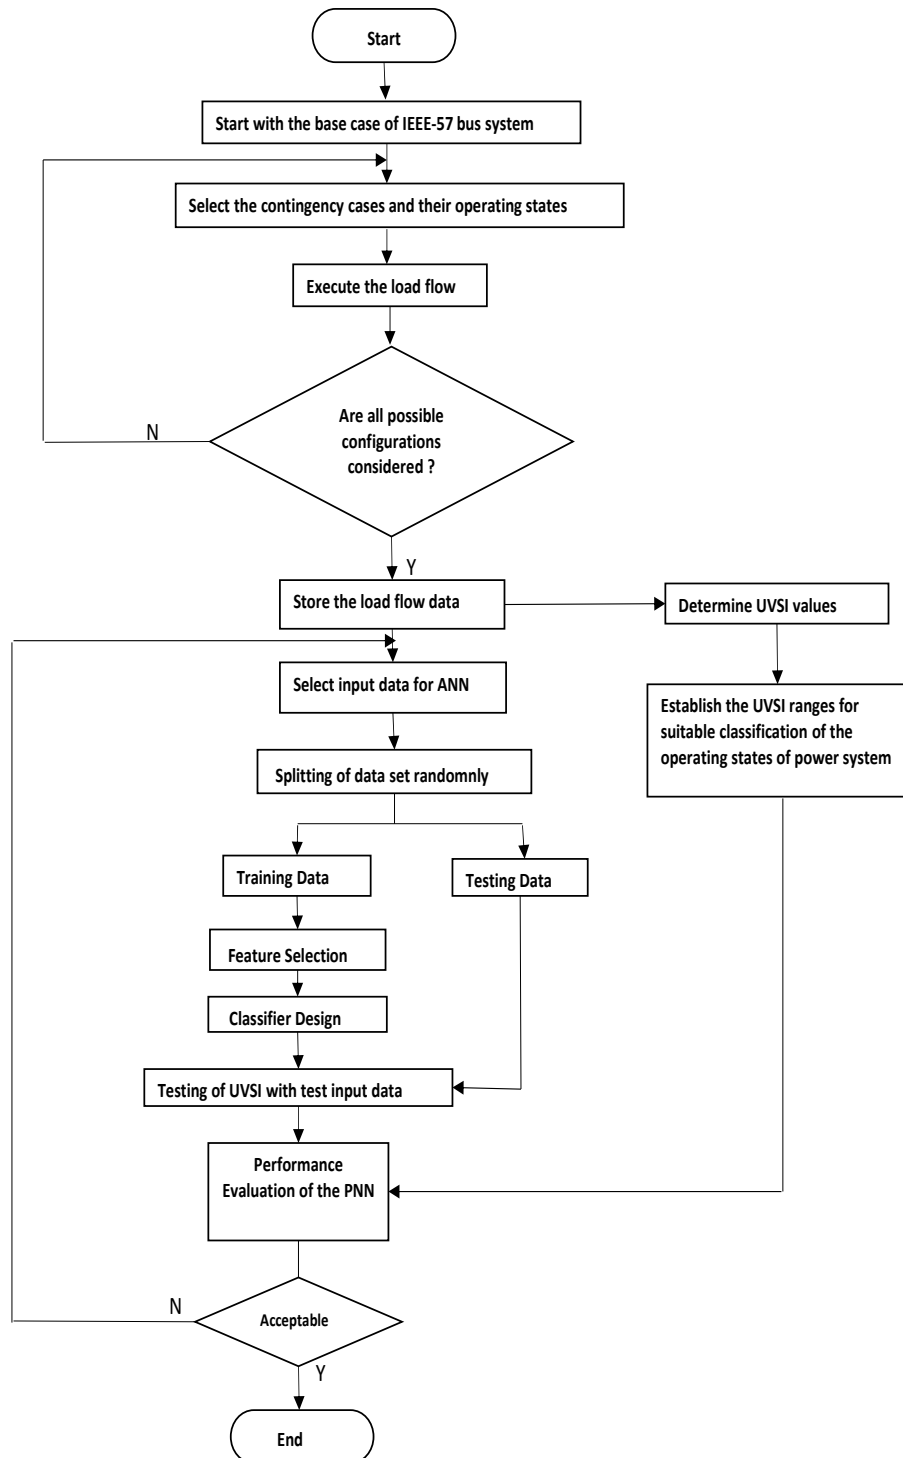 Start
Start with the base case of IEEE-57 bus system
Select the contingency cases and their operating states
Execute the load flow
Are all possible
configurations
considered ?
N
Y
Store the load flow data
Determine UVSI values
Select input data for ANN
Establish the UVSI ranges for
suitable classification of the
operating states of power system
Splitting of data set randomnly
Training Data
Testing Data
Feature Selection
Classifier Design
Testing of UVSI with test input data
Performance
Evaluation of the PNN
N
Acceptable
Y
End